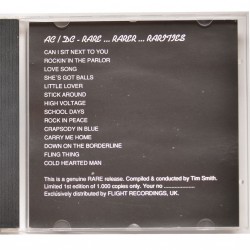 AC / DC - RARE ... RARER ... RARITIES
CAN I SIT NEXT TO YOU
ROCKIN' IN THE PARLOR
LOVE SONG
SHE'S GOT BALLS
LITTLE LOVER
STICK AROUND
HIGH VOLTAGE
SCHOOL DAYS
ROCK IN PEACE
CRAPSODY IN BLUE
CARRY ME HOME
DOWN ON THE BORDERLINE
FLING THING
COLD HEARTED MAN
This is a genuine RARE release. Compiled & conducted by Tim Smith.
Limited 1st edition of 1.000 copies only. Your no ..............
Exclusively distributed by FLIGHT RECORDINGS, UK.